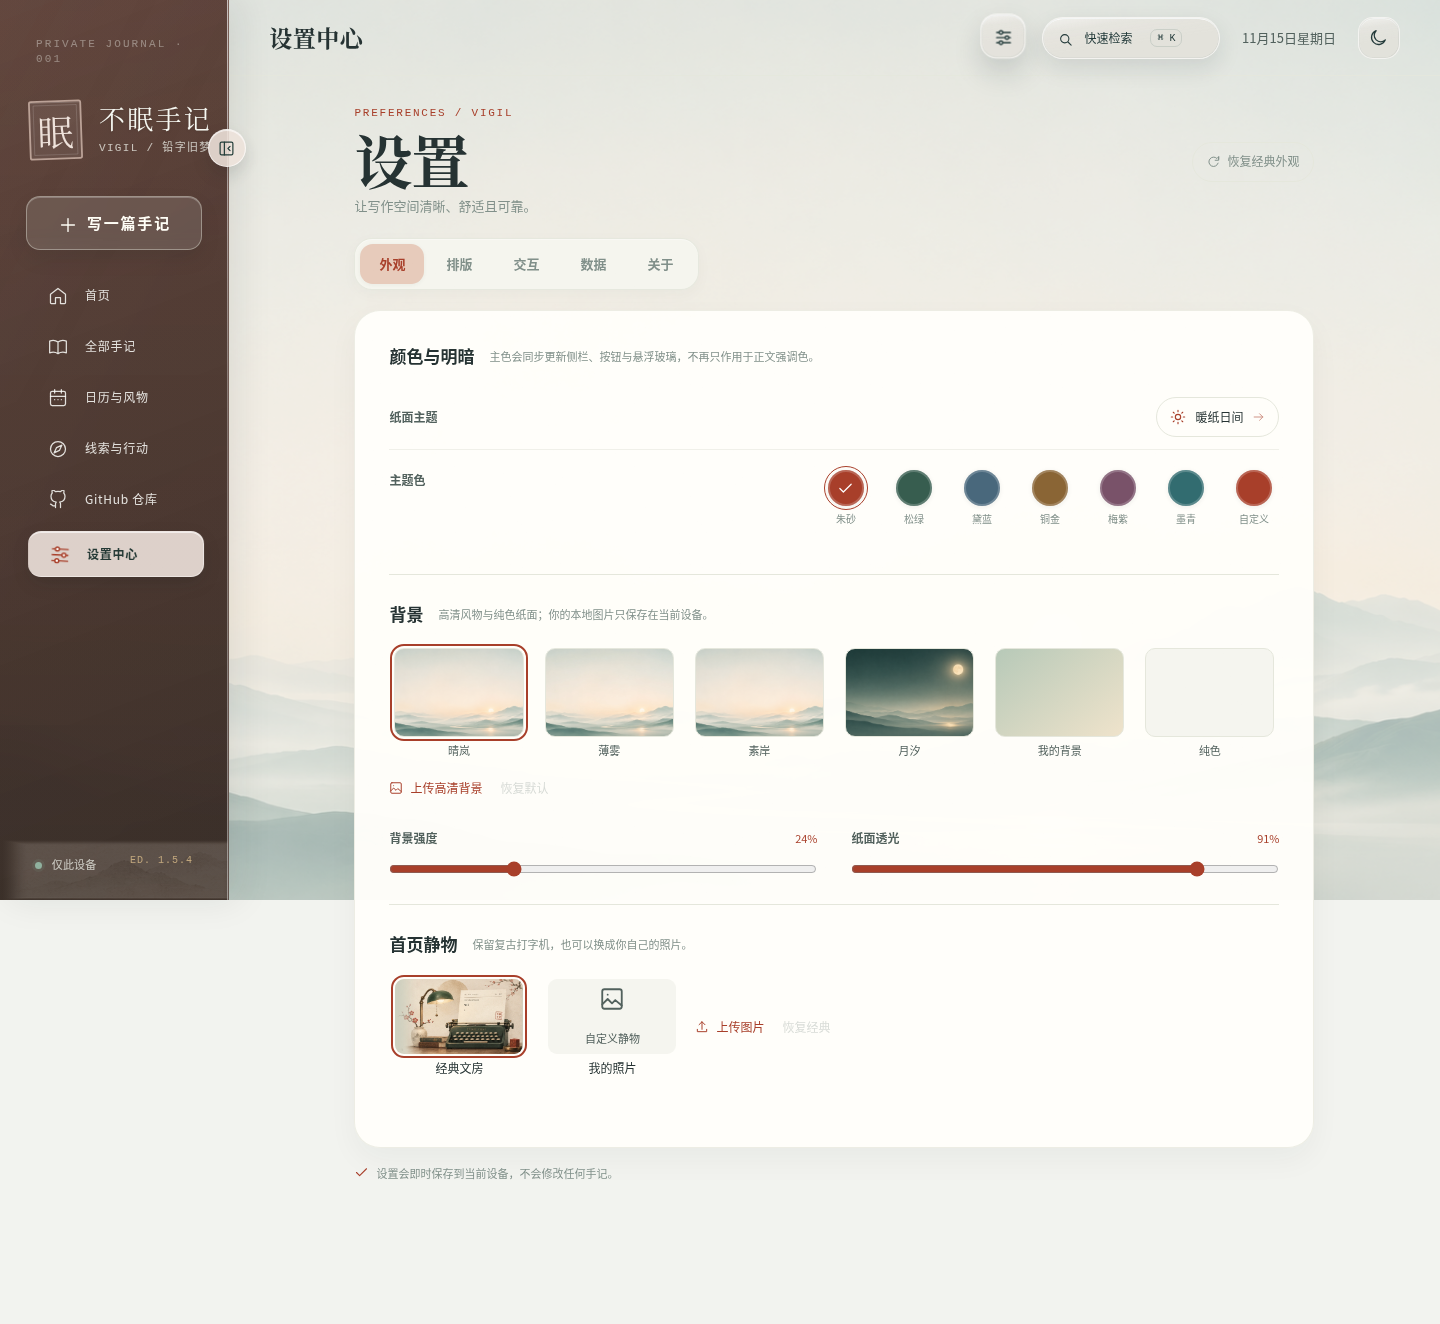 PRIVATE JOURNAL ·
001
眠
不眠手记
VIGIL / 铅字旧梦
写一篇手记
首页
全部手记
日历与风物
线索与行动
GitHub 仓库
设置中心
仅此设备
ED. 1.5.4
设置中心
快速检索
⌘ K
11月15日星期日
PREFERENCES / VIGIL
设置
让写作空间清晰、舒适且可靠。
恢复经典外观
外观
排版
交互
数据
关于
颜色与明暗
主色会同步更新侧栏、按钮与悬浮玻璃，不再只作用于正文强调色。
纸面主题
暖纸日间
主题色
朱砂
松绿
黛蓝
铜金
梅紫
墨青
自定义
背景
高清风物与纯色纸面；你的本地图片只保存在当前设备。
晴岚
薄雾
素岸
月汐
我的背景
纯色
上传高清背景
恢复默认
背景强度
24%
纸面透光
91%
首页静物
保留复古打字机，也可以换成你自己的照片。
经典文房
自定义静物
我的照片
上传图片
恢复经典
设置会即时保存到当前设备，不会修改任何手记。